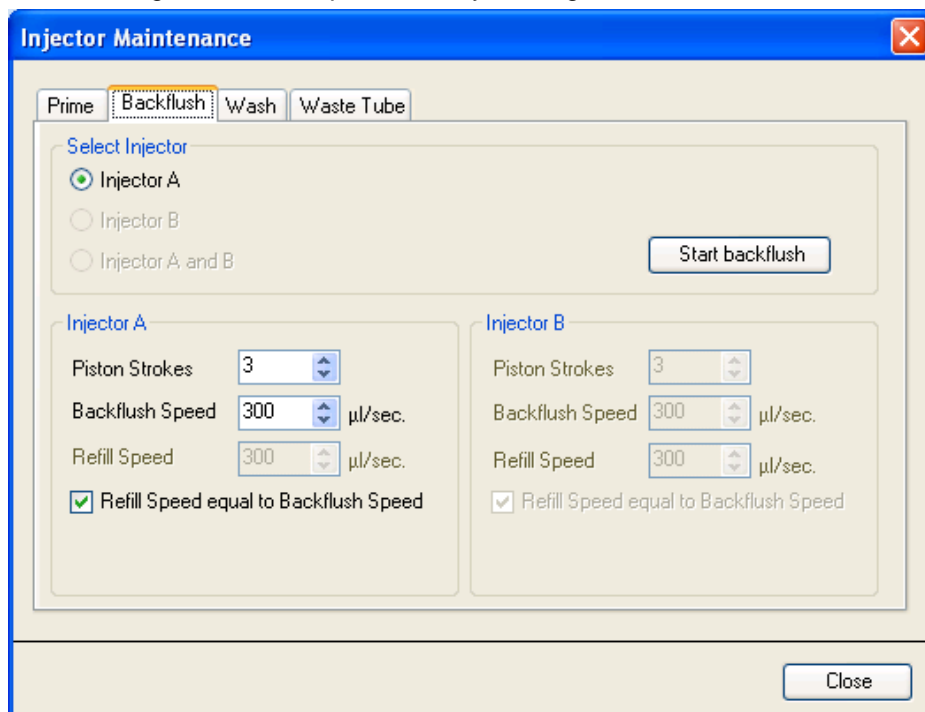 Injector Maintenance
Prime Backflush Wash Waste Tube
Select Injector
Injector A
Injector B
Injector A and B
Start backflush
Injector A
Piston Strokes 3
Backflush Speed 300 µl/sec.
Refill Speed 300 µl/sec.
Refill Speed equal to Backflush Speed
Injector B
Piston Strokes 3
Backflush Speed 300 µl/sec.
Refill Speed 300 µl/sec.
Refill Speed equal to Backflush Speed
Close